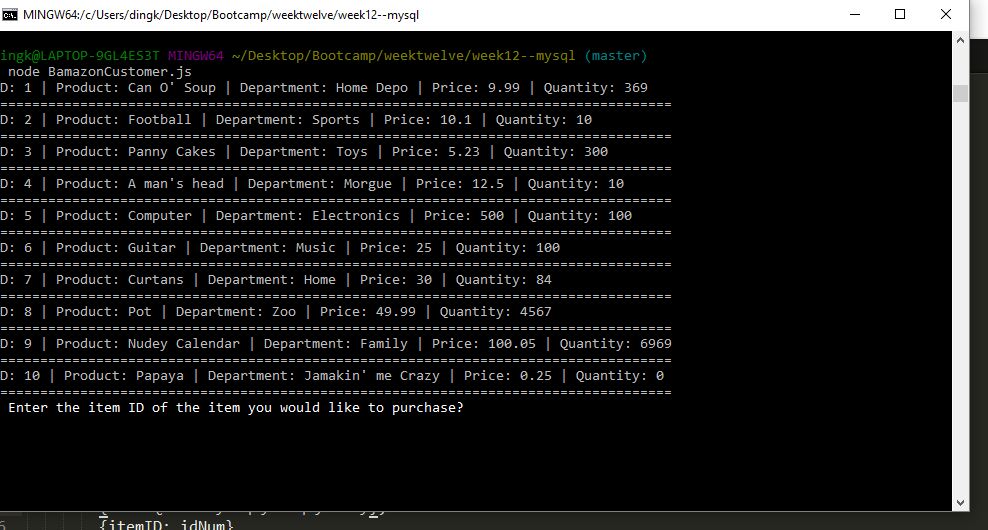 MINGW64:/c/Users/dingk/Desktop/Bootcamp/weektwelve/week12--mysql
ingk@LAPTOP-9GL4ES3T MINGW64 ~/Desktop/Bootcamp/weektwelve/week12--mysql (master)
node BamazonCustomer.js
D: 1 | Product: Can O' Soup | Department: Home Depo | Price: 9.99 | Quantity: 369
====================================================================================
D: 2 | Product: Football | Department: Sports | Price: 10.1 | Quantity: 10
====================================================================================
D: 3 | Product: Panny Cakes | Department: Toys | Price: 5.23 | Quantity: 300
====================================================================================
D: 4 | Product: A man's head | Department: Morgue | Price: 12.5 | Quantity: 10
====================================================================================
D: 5 | Product: Computer | Department: Electronics | Price: 500 | Quantity: 100
====================================================================================
D: 6 | Product: Guitar | Department: Music | Price: 25 | Quantity: 100
====================================================================================
D: 7 | Product: Curtans | Department: Home | Price: 30 | Quantity: 84
====================================================================================
D: 8 | Product: Pot | Department: Zoo | Price: 49.99 | Quantity: 4567
====================================================================================
D: 9 | Product: Nudey Calendar | Department: Family | Price: 100.05 | Quantity: 6969
====================================================================================
D: 10 | Product: Papaya | Department: Jamakin' me Crazy | Price: 0.25 | Quantity: 0
====================================================================================
Enter the item ID of the item you would like to purchase?
{itemID: idNum}